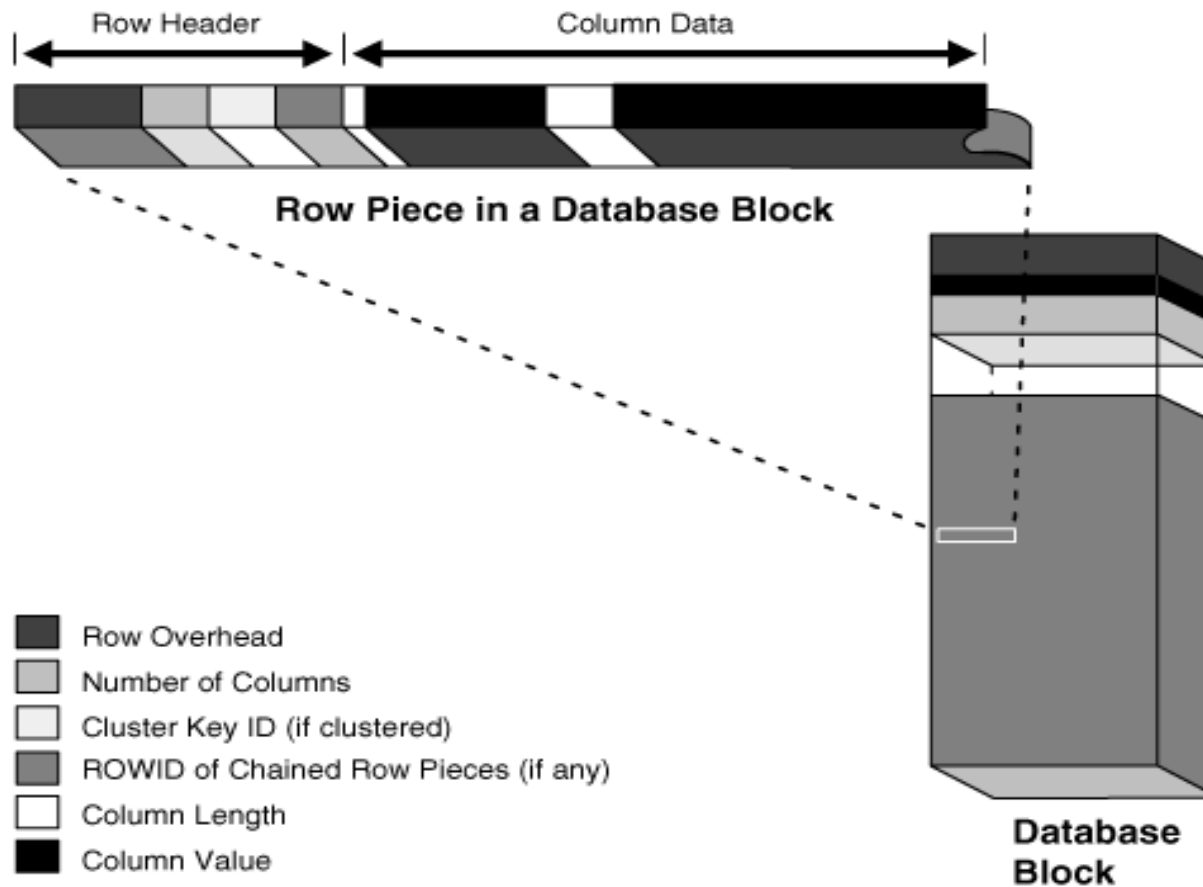 Row Header
Column Data
Row Piece in a Database Block
Row Overhead
Number of Columns
Cluster Key ID (if clustered)
ROWID of Chained Row Pieces (if any)
Column Length
Column Value
Database
Block